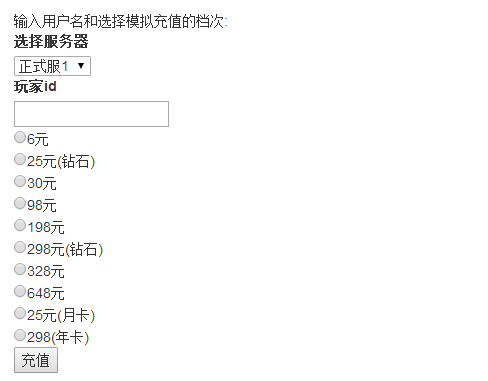 输入用户名和选择模拟充值的档次:
选择服务器
正式服1
玩家id
6元
25元(钻石)
30元
98元
198元
298元(钻石)
328元
648元
25元(月卡)
298(年卡)
充值